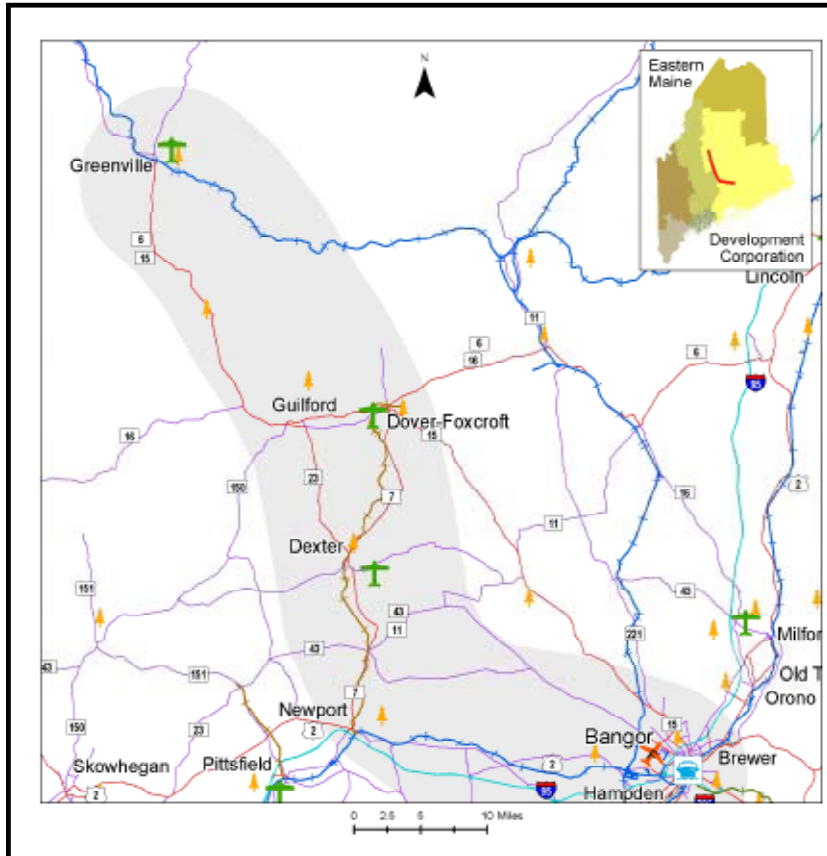 N
Eastern
Maine
Development
Corporation
Lincoln
Greenville
6
15
11
6
16
6
95
Guilford
Dover-Foxcroft
15
16
23
7
150
2
16
11
Dexter
151
43
43
11
221
Milfor
43
43
151
Old T
Orono
7
Newport
150
23
2
15
Bangor
Brewer
Skowhegan
Pittsfield
2
2
95
Hampden
0 2.5 5 10 Miles